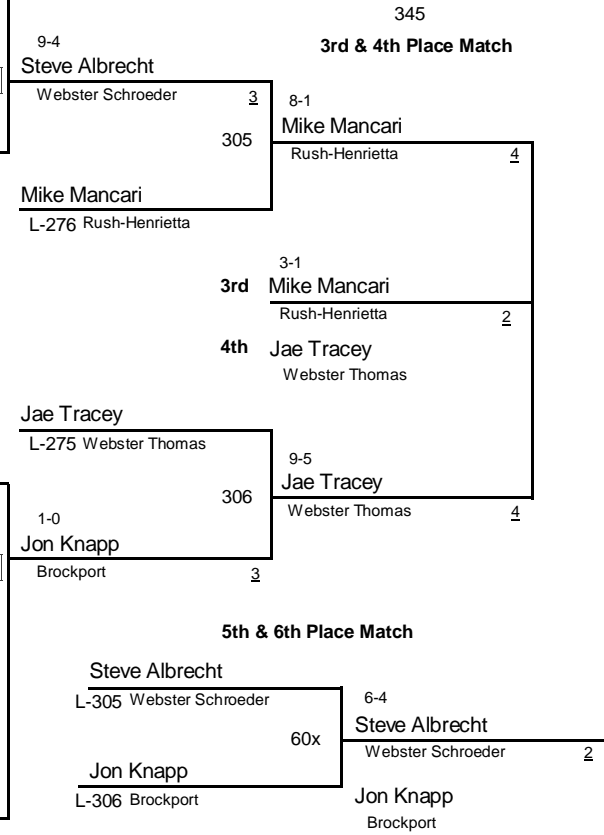 345
3rd & 4th Place Match
9-4
Steve Albrecht
Webster Schroeder 3
305
8-1
Mike Mancari
Rush-Henrietta 4
Mike Mancari
L-276 Rush-Henrietta
3-1
3rd Mike Mancari
Rush-Henrietta 2
4th Jae Tracey
Webster Thomas
Jae Tracey
L-275 Webster Thomas
306
9-5
Jae Tracey
Webster Thomas 4
1-0
Jon Knapp
Brockport 3
5th & 6th Place Match
Steve Albrecht
L-305 Webster Schroeder
60x
6-4
Steve Albrecht
Webster Schroeder 2
Jon Knapp
L-306 Brockport
Jon Knapp
Brockport